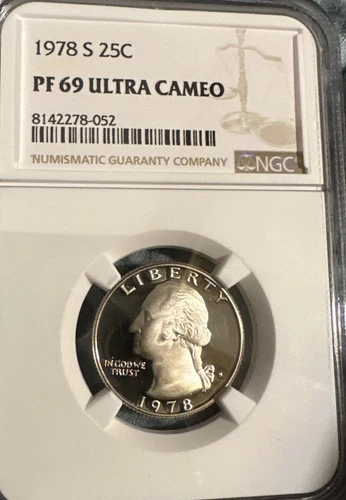 1978 S 25C
PF 69 ULTRA CAMEO
8142278-052
NUMISMATIC GUARANTY COMPANY NGC
LIBERTY
IN GOD WE
TRUST
S
1978